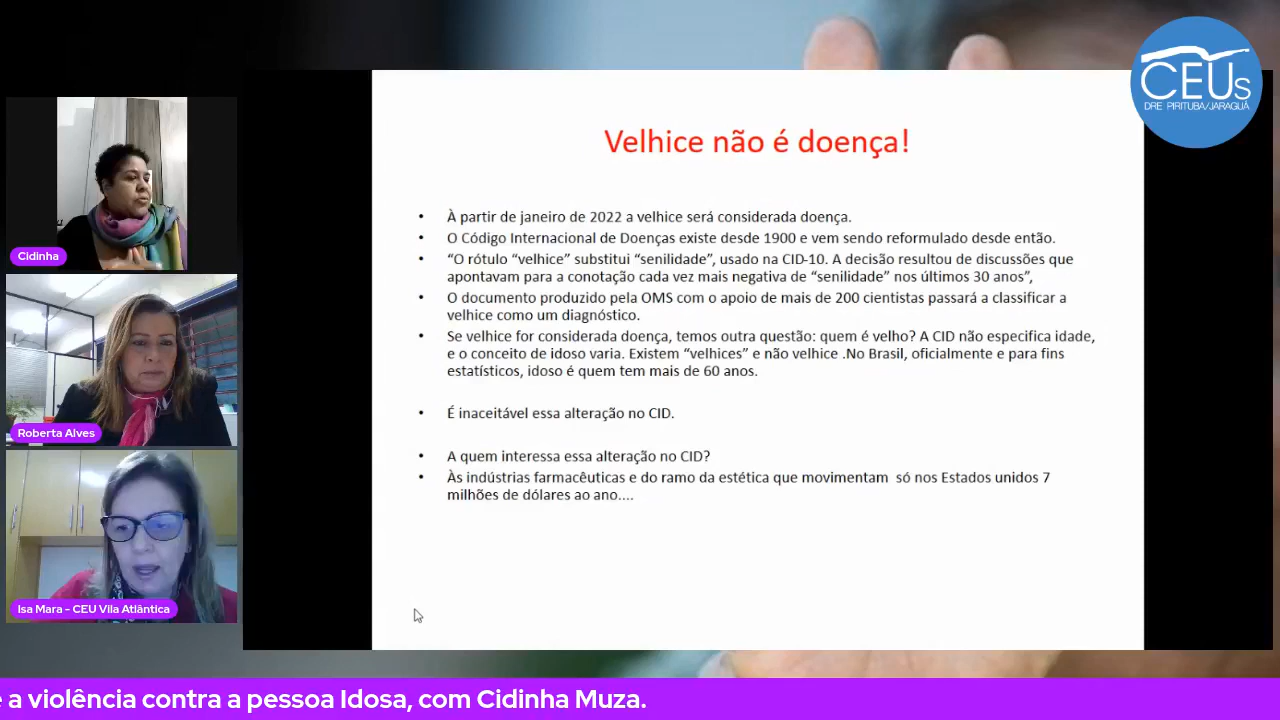 CEUs
DRE PIRITUBA/JARAGUÁ
Velhice não é doença!
• À partir de janeiro de 2022 a velhice será considerada doença.
• O Código Internacional de Doenças existe desde 1900 e vem sendo reformulado desde então.
• “O rótulo “velhice” substitui “senilidade”, usado na CID-10. A decisão resultou de discussões que
apontavam para a conotação cada vez mais negativa de “senilidade” nos últimos 30 anos”,
• O documento produzido pela OMS com o apoio de mais de 200 cientistas passará a classificar a
velhice como um diagnóstico.
• Se velhice for considerada doença, temos outra questão: quem é velho? A CID não especifica idade,
e o conceito de idoso varia. Existem “velhices” e não velhice .No Brasil, oficialmente e para fins
estatísticos, idoso é quem tem mais de 60 anos.
• É inaceitável essa alteração no CID.
• A quem interessa essa alteração no CID?
• Às indústrias farmacêuticas e do ramo da estética que movimentam só nos Estados unidos 7
milhões de dólares ao ano....
Cidinha
Roberta Alves
Isa Mara - CEU Vila Atlântica
e a violência contra a pessoa Idosa, com Cidinha Muza.